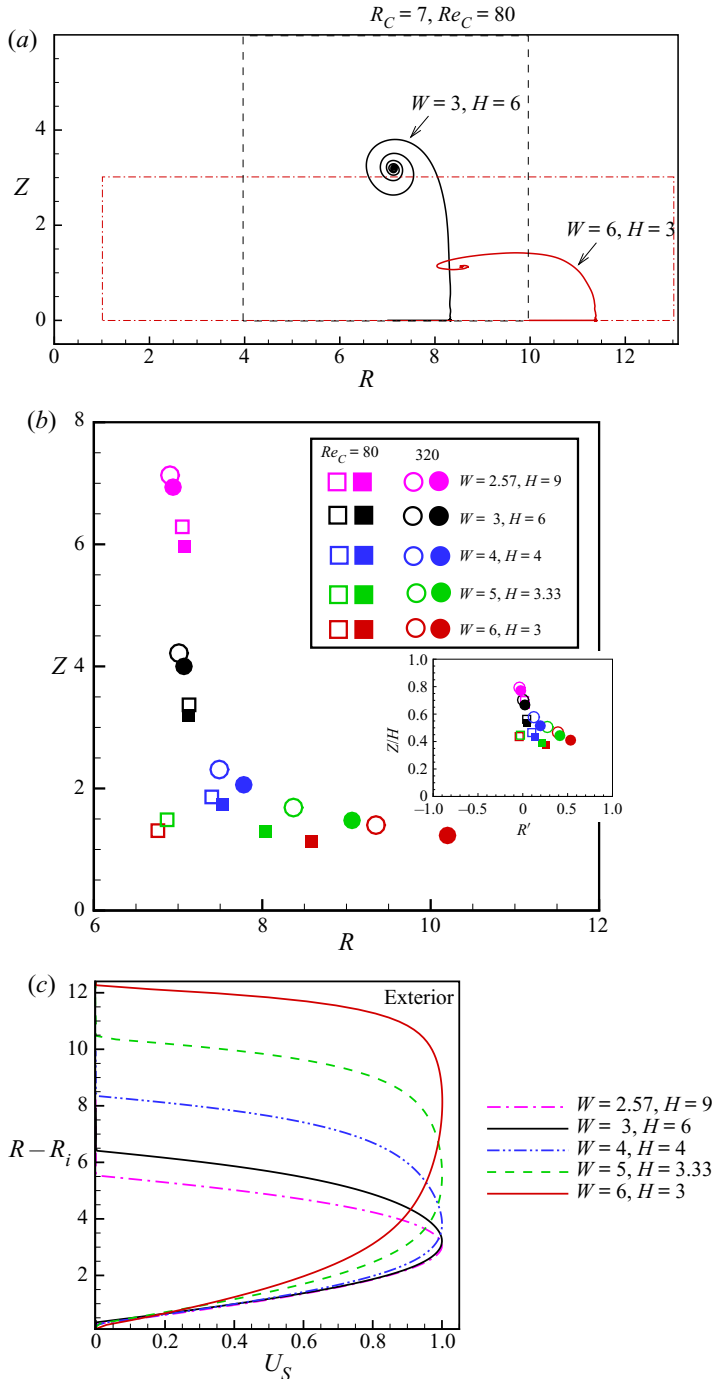 R_C = 7, Re_C = 80
(a)
W = 3, H = 6
W = 6, H = 3
Z
4
2
0
0 2 4 6 8 10 12
R
(b)
8
6
Z 4
2
0
6 8 10 12
R
Re_C = 80 320
W = 2.57, H = 9
W = 3, H = 6
W = 4, H = 4
W = 5, H = 3.33
W = 6, H = 3
Z/H
1.0
0.8
0.6
0.4
0.2
0
−1.0 −0.5 0 0.5 1.0
R′
(c)
Exterior
12
10
8
R−R_i
6
4
2
0 0.2 0.4 0.6 0.8 1.0
U_S
W = 2.57, H = 9
W = 3, H = 6
W = 4, H = 4
W = 5, H = 3.33
W = 6, H = 3